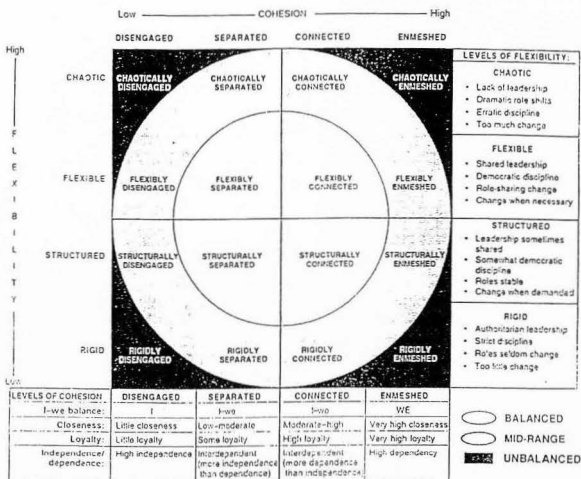 Low COHESION High
DISENGAGED SEPARATED CONNECTED ENMESHED
High
FLEXIBILITY
Low
CHAOTIC
CHAOTICALLY DISENGAGED
CHAOTICALLY SEPARATED
CHAOTICALLY CONNECTED
CHAOTICALLY ENMESHED
FLEXIBLE
FLEXIBLY DISENGAGED
FLEXIBLY SEPARATED
FLEXIBLY CONNECTED
FLEXIBLY ENMESHED
STRUCTURED
STRUCTURALLY DISENGAGED
STRUCTURALLY SEPARATED
STRUCTURALLY CONNECTED
STRUCTURALLY ENMESHED
RIGID
RIGIDLY DISENGAGED
RIGIDLY SEPARATED
RIGIDLY CONNECTED
RIGIDLY ENMESHED
LEVELS OF FLEXIBILITY:
CHAOTIC
• Lack of leadership
• Dramatic role shifts
• Erratic discipline
• Too much change
FLEXIBLE
• Shared leadership
• Democratic discipline
• Role-sharing change
• Change when necessary
STRUCTURED
• Leadership sometimes
shared
• Somewhat democratic
discipline
• Roles stable
• Change when demanded
RIGID
• Authoritarian leadership
• Strict discipline
• Roles seldom change
• Too little change
LEVELS OF COHESION DISENGAGED SEPARATED CONNECTED ENMESHED
I-we balance: I I-we I-we WE
Closeness: Little closeness Low-moderate Moderate-high Very high closeness
Loyalty: Little loyalty Some loyalty High loyalty Very high loyalty
Independence/ High independence Interdependent Interdependent High dependency
dependence: (more independence (more dependence
than dependence) than independence)
BALANCED
MID-RANGE
UNBALANCED